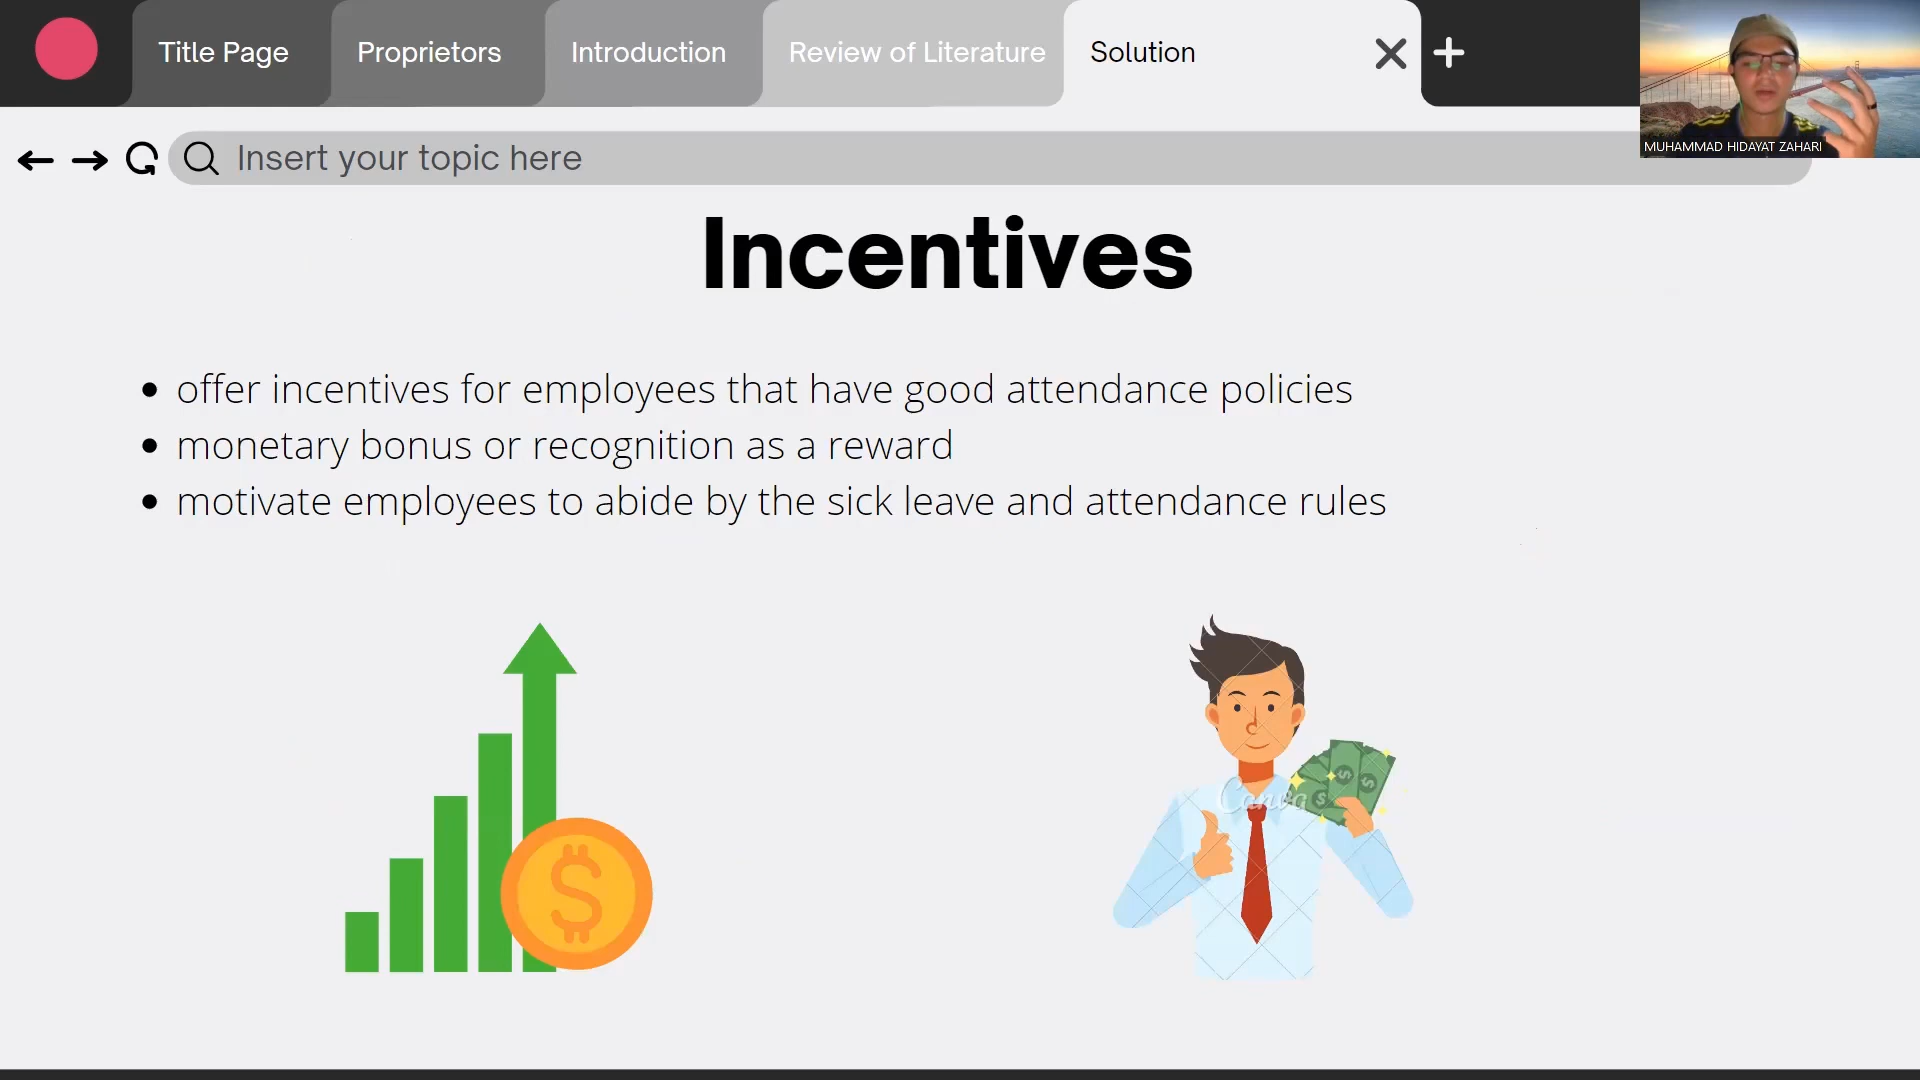 Title Page
Proprietors
Introduction
Review of Literature
Solution
MUHAMMAD HIDAYAT ZAHARI
Insert your topic here
Incentives
• offer incentives for employees that have good attendance policies
• monetary bonus or recognition as a reward
• motivate employees to abide by the sick leave and attendance rules
$
Canva